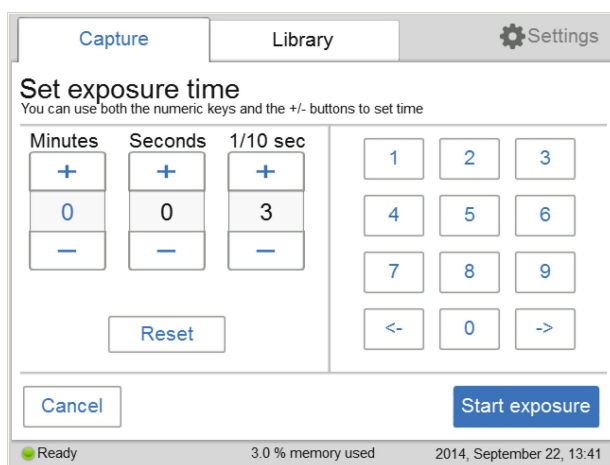 Capture Library Settings
Set exposure time
You can use both the numeric keys and the +/- buttons to set time
Minutes Seconds 1/10 sec
+ + +
0 0 3
— — —
1 2 3
4 5 6
7 8 9
<- 0 ->
Reset
Cancel Start exposure
Ready 3.0 % memory used 2014, September 22, 13:41